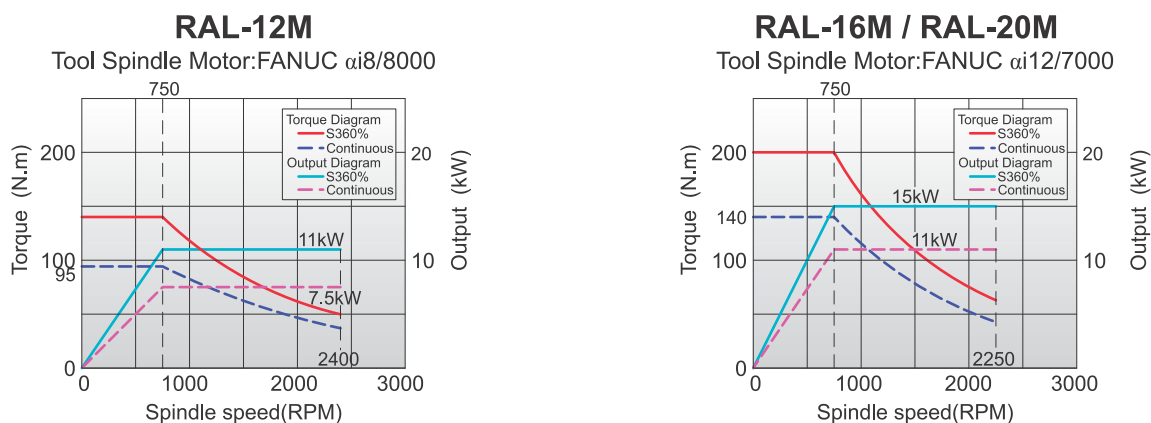 RAL-12M
Tool Spindle Motor:FANUC αi8/8000
750
Torque Diagram
S360%
Continuous
Output Diagram
S360%
Continuous
200
100
95
0
Torque (N.m)
20
10
Output (kW)
11kW
7.5kW
2400
0
1000
2000
3000
Spindle speed(RPM)
RAL-16M / RAL-20M
Tool Spindle Motor:FANUC αi12/7000
750
Torque Diagram
S360%
Continuous
Output Diagram
S360%
Continuous
200
140
100
0
Torque (N.m)
20
10
Output (kW)
15kW
11kW
2250
0
1000
2000
3000
Spindle speed(RPM)